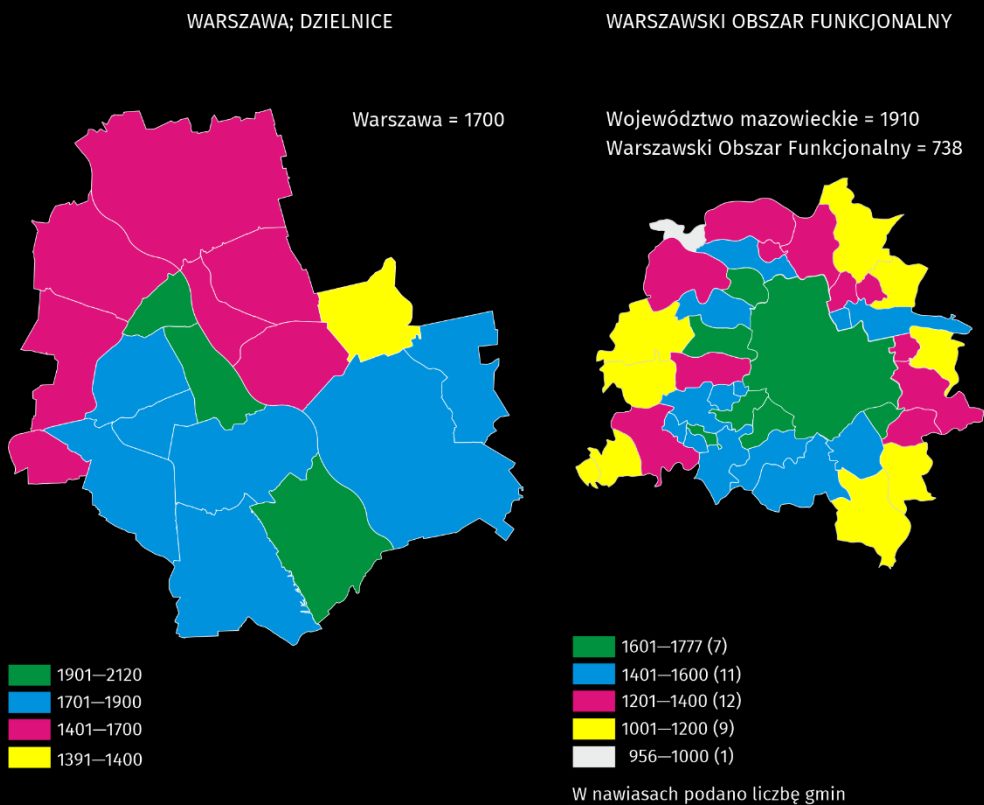 WARSZAWA; DZIELNICE
Warszawa = 1700
1901—2120
1701—1900
1401—1700
1391—1400
WARSZAWSKI OBSZAR FUNKCJONALNY
Województwo mazowieckie = 1910
Warszawski Obszar Funkcjonalny = 738
1601—1777 (7)
1401—1600 (11)
1201—1400 (12)
1001—1200 (9)
956—1000 (1)
W nawiasach podano liczbę gmin